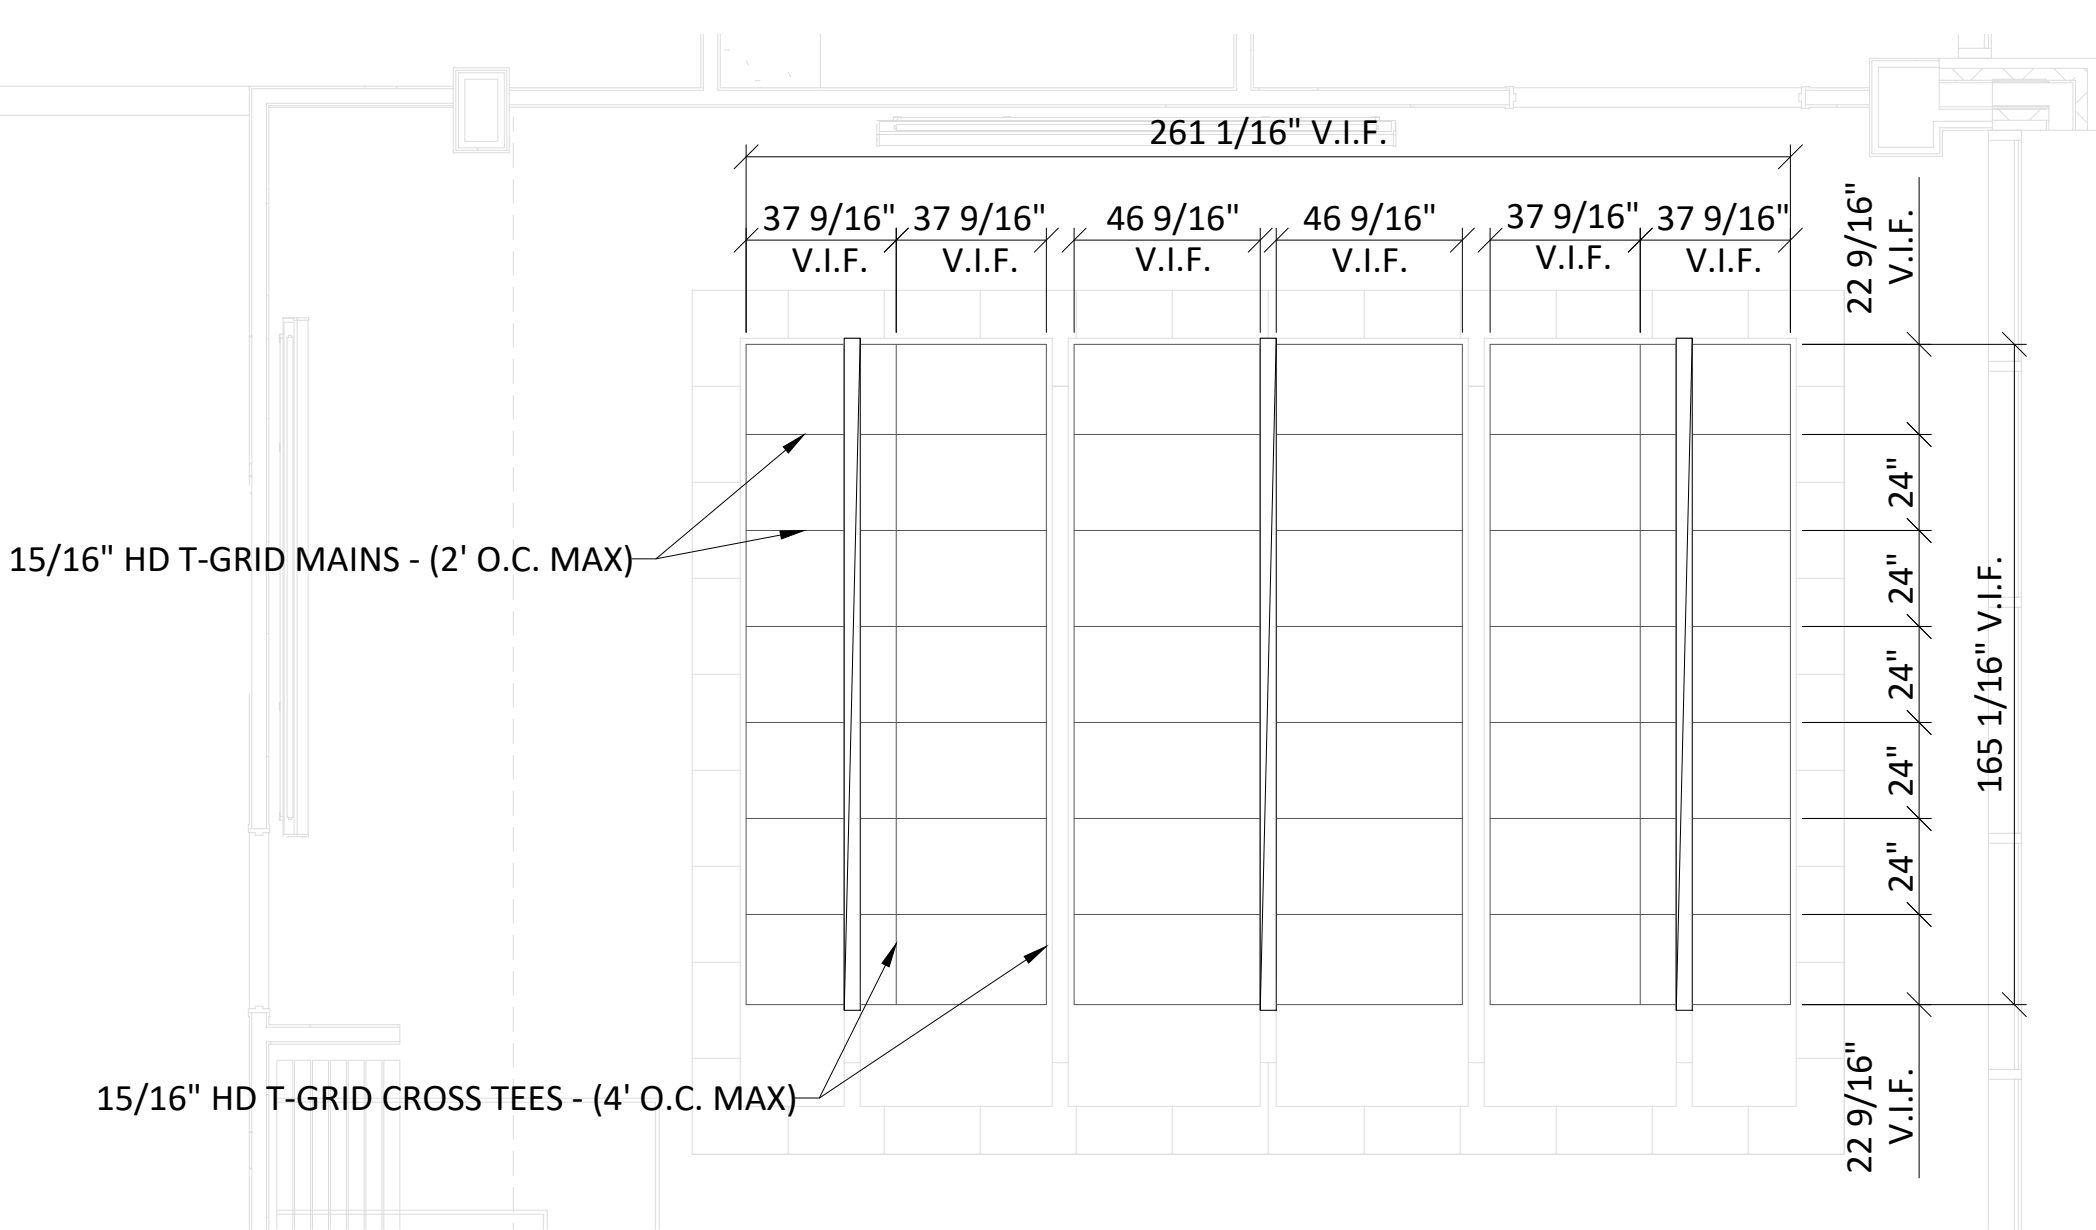 261 1/16" V.I.F.
37 9/16"
V.I.F.
37 9/16"
V.I.F.
46 9/16"
V.I.F.
46 9/16"
V.I.F.
37 9/16"
V.I.F.
37 9/16"
V.I.F.
22 9/16"
V.I.F.
24"
24"
24"
24"
24"
165 1/16" V.I.F.
22 9/16"
V.I.F.
15/16" HD T-GRID MAINS - (2' O.C. MAX)
15/16" HD T-GRID CROSS TEES - (4' O.C. MAX)